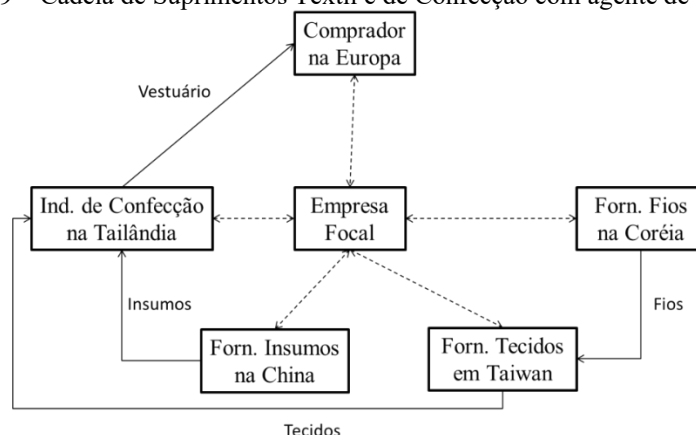 9 – Cadeia de Suprimentos Têxtil e de Confecção com agente de
Comprador
na Europa
Vestuário
Ind. de Confecção
na Tailândia
Empresa
Focal
Forn. Fios
na Coréia
Insumos
Fios
Forn. Insumos
na China
Forn. Tecidos
em Taiwan
Tecidos